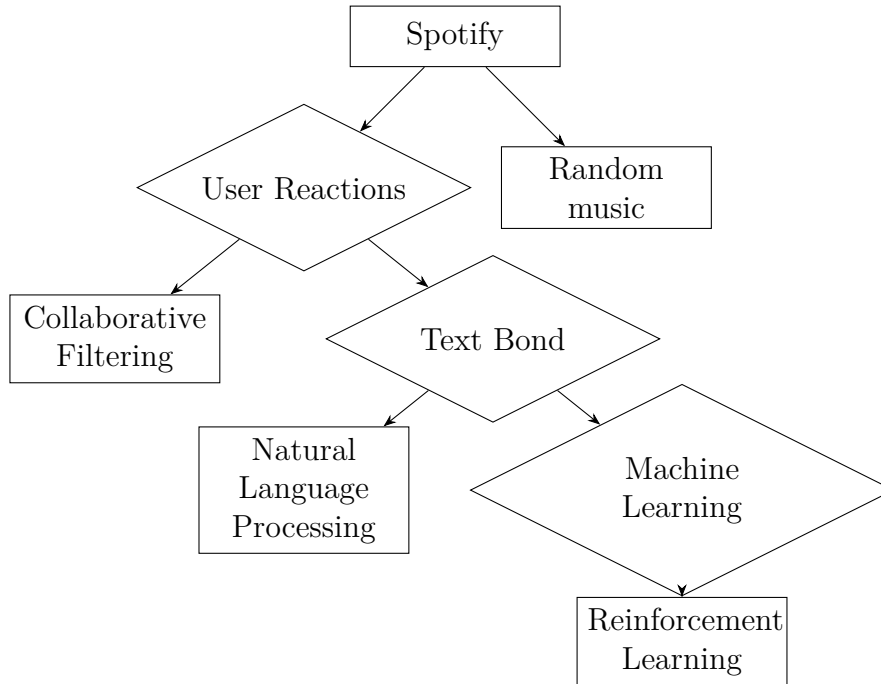 Spotify
User Reactions
Random
music
Collaborative
Filtering
Text Bond
Natural
Language
Processing
Machine
Learning
Reinforcement
Learning